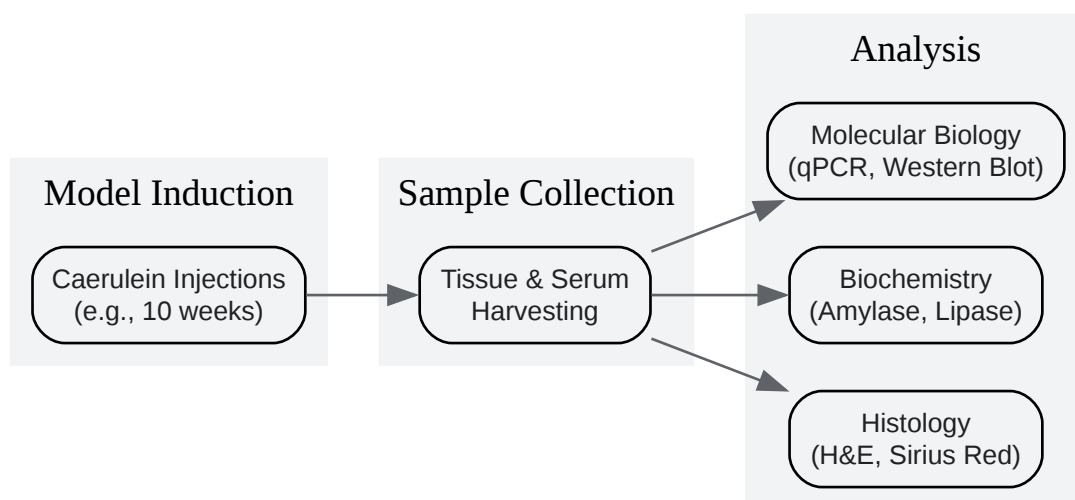 Model Induction
Caerulein Injections
(e.g., 10 weeks)
Sample Collection
Tissue & Serum
Harvesting
Analysis
Molecular Biology
(qPCR, Western Blot)
Biochemistry
(Amylase, Lipase)
Histology
(H&E, Sirius Red)